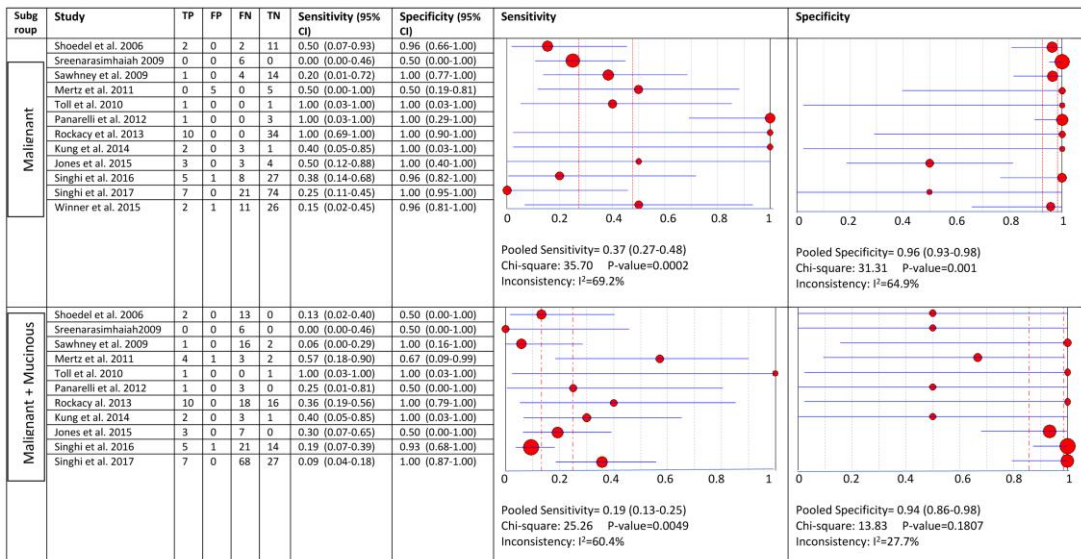 Subg roup Study TP FP FN TN Sensitivity (95% CI) Specificity (95% CI) Sensitivity Specificity
Malignant
Shoedel et al. 2006 2 0 2 11 0.50 (0.07-0.93) 0.96 (0.66-1.00)
Sreenarasimhaiah 2009 0 0 6 0 0.00 (0.00-0.46) 0.50 (0.00-1.00)
Sawhney et al. 2009 1 0 4 14 0.20 (0.01-0.72) 1.00 (0.77-1.00)
Mertz et al. 2011 0 5 0 5 0.50 (0.00-1.00) 0.50 (0.19-0.81)
Toll et al. 2010 1 0 0 1 1.00 (0.03-1.00) 1.00 (0.03-1.00)
Panarelli et al. 2012 1 0 0 3 1.00 (0.03-1.00) 1.00 (0.29-1.00)
Rockacy et al. 2013 10 0 0 34 1.00 (0.69-1.00) 1.00 (0.90-1.00)
Kung et al. 2014 2 0 3 1 0.40 (0.05-0.85) 1.00 (0.03-1.00)
Jones et al. 2015 3 0 3 4 0.50 (0.12-0.88) 1.00 (0.40-1.00)
Singhi et al. 2016 5 1 8 27 0.38 (0.14-0.68) 0.96 (0.82-1.00)
Singhi et al. 2017 7 0 21 74 0.25 (0.11-0.45) 1.00 (0.95-1.00)
Winner et al. 2015 2 1 11 26 0.15 (0.02-0.45) 0.96 (0.81-1.00)
0 0.2 0.4 0.6 0.8 1 0 0.2 0.4 0.6 0.8 1
Pooled Sensitivity= 0.37 (0.27-0.48) Pooled Specificity= 0.96 (0.93-0.98)
Chi-square: 35.70 P-value=0.0002 Chi-square: 31.31 P-value=0.001
Inconsistency: I²=69.2% Inconsistency: I²=64.9%
Malignant + Mucinous
Shoedel et al. 2006 2 0 13 0 0.13 (0.02-0.40) 0.50 (0.00-1.00)
Sreenarasimhaiah2009 0 0 6 0 0.00 (0.00-0.46) 0.50 (0.00-1.00)
Sawhney et al. 2009 1 0 16 2 0.06 (0.00-0.29) 1.00 (0.16-1.00)
Mertz et al. 2011 4 1 3 2 0.57 (0.18-0.90) 0.67 (0.09-0.99)
Toll et al. 2010 1 0 0 1 1.00 (0.03-1.00) 1.00 (0.03-1.00)
Panarelli et al. 2012 1 0 3 0 0.25 (0.01-0.81) 0.50 (0.00-1.00)
Rockacy al. 2013 10 0 18 16 0.36 (0.19-0.56) 1.00 (0.79-1.00)
Kung et al. 2014 2 0 3 1 0.40 (0.05-0.85) 1.00 (0.03-1.00)
Jones et al. 2015 3 0 7 0 0.30 (0.07-0.65) 0.50 (0.00-1.00)
Singhi et al. 2016 5 1 21 14 0.19 (0.07-0.39) 0.93 (0.68-1.00)
Singhi et al. 2017 7 0 68 27 0.09 (0.04-0.18) 1.00 (0.87-1.00)
0 0.2 0.4 0.6 0.8 1 0 0.2 0.4 0.6 0.8 1
Pooled Sensitivity= 0.19 (0.13-0.25) Pooled Specificity= 0.94 (0.86-0.98)
Chi-square: 25.26 P-value=0.0049 Chi-square: 13.83 P-value=0.1807
Inconsistency: I²=60.4% Inconsistency: I²=27.7%